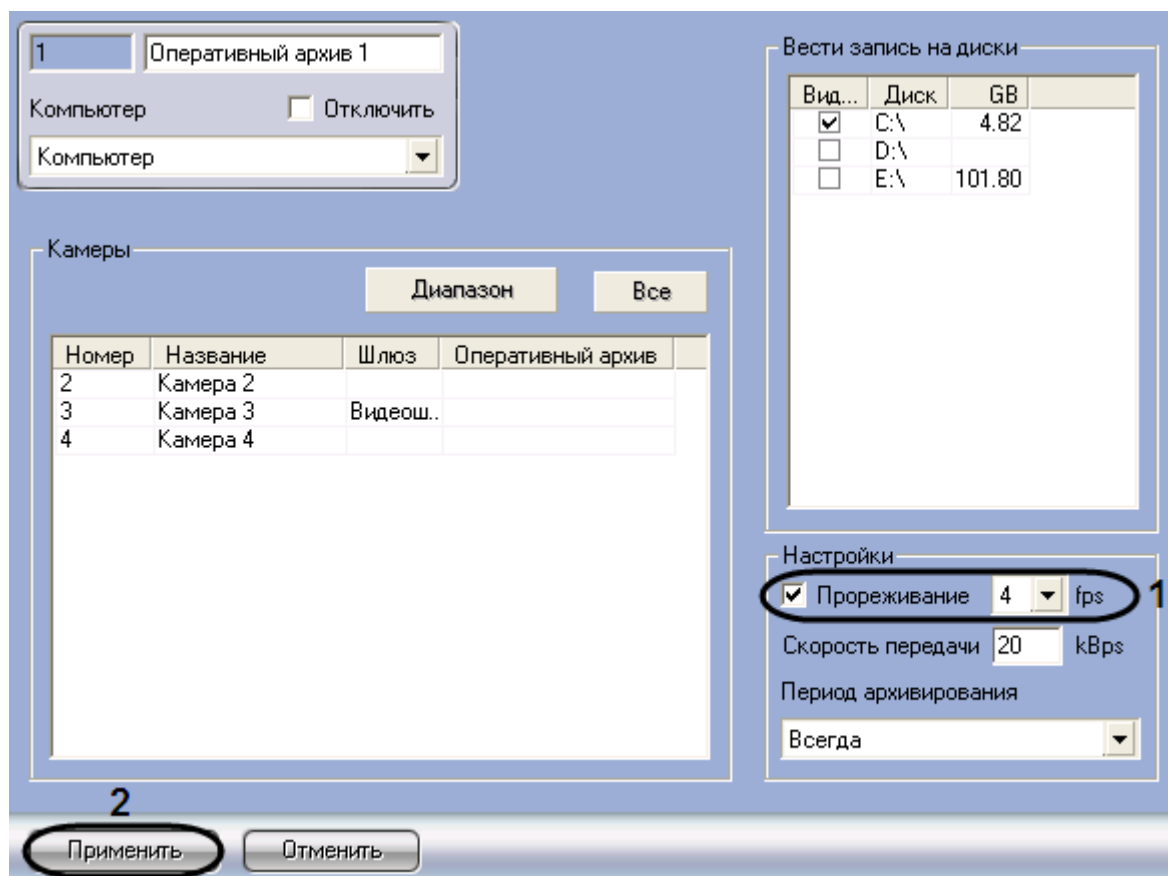 1 Оперативный архив 1
Компьютер Отключить
Компьютер
Камеры
Диапазон Все
Номер Название Шлюз Оперативный архив
2 Камера 2
3 Камера 3 Видеош..
4 Камера 4
Вести запись на диски
Вид... Диск GB
C:\ 4.82
D:\
E:\ 101.80
Настройки
Прореживание 4 fps 1
Скорость передачи 20 kBps
Период архивирования
Всегда
2
Применить Отменить